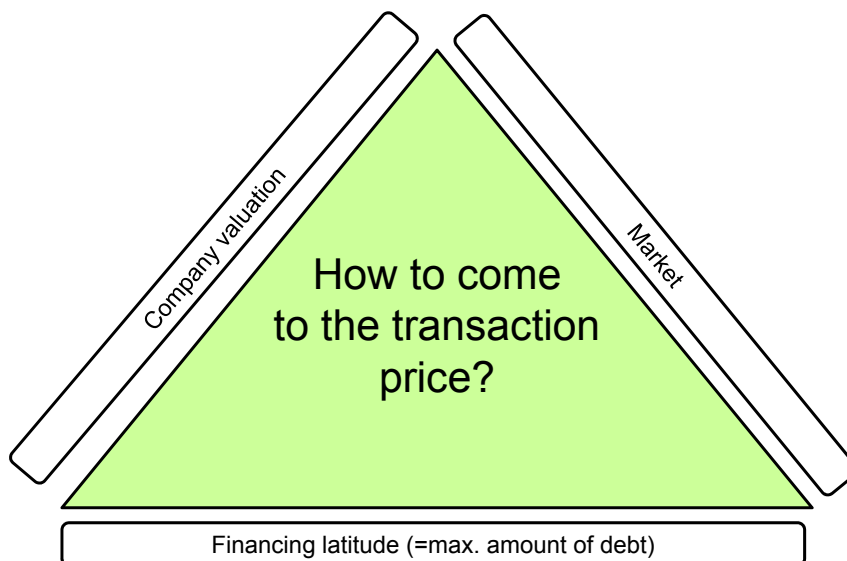 Company valuation
Market
How to come
to the transaction
price?
Financing latitude (=max. amount of debt)